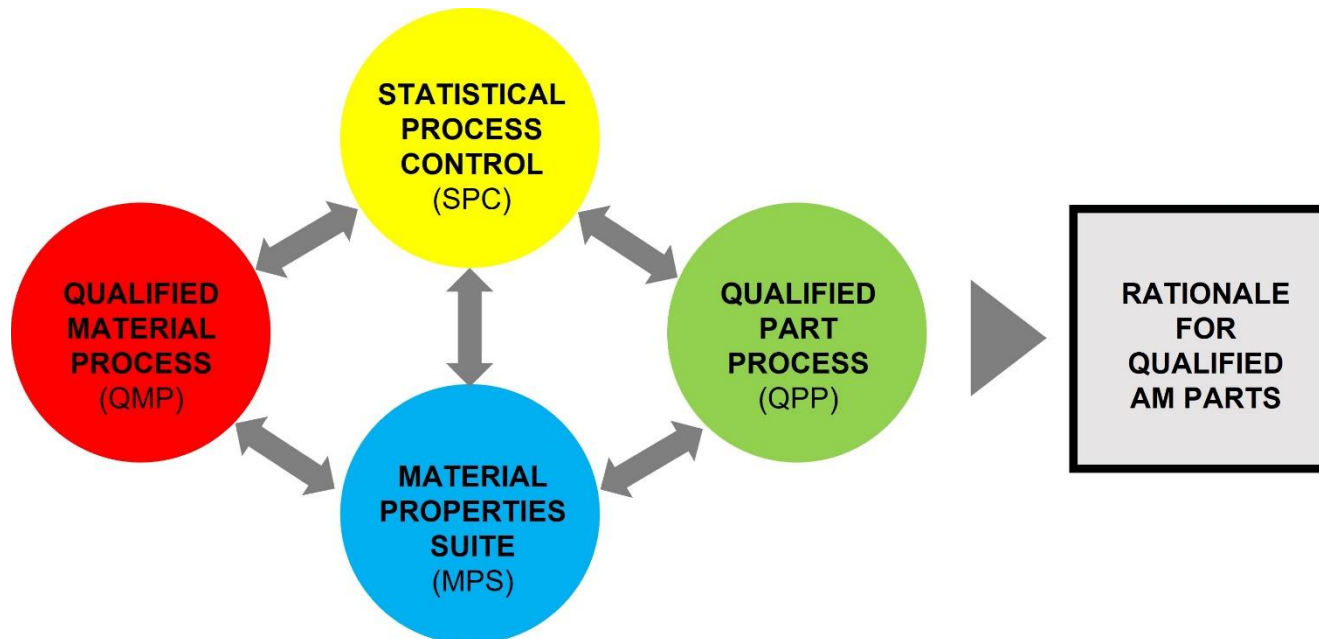 STATISTICAL
PROCESS
CONTROL
(SPC)
QUALIFIED
MATERIAL
PROCESS
(QMP)
QUALIFIED
PART
PROCESS
(QPP)
MATERIAL
PROPERTIES
SUITE
(MPS)
RATIONALE
FOR
QUALIFIED
AM PARTS